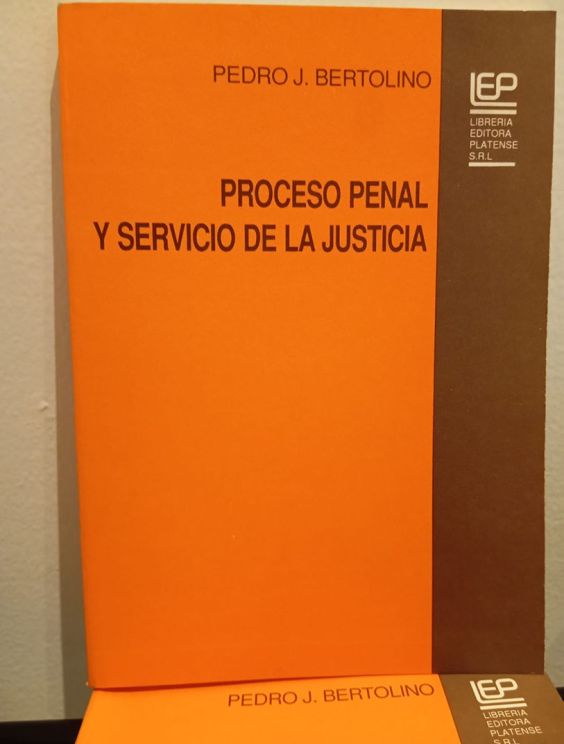 PEDRO J. BERTOLINO
LEP
LIBRERIA
EDITORA
PLATENSE
S.R.L
PROCESO PENAL
Y SERVICIO DE LA JUSTICIA
PEDRO J. BERTOLINO
LEP
LIBRERIA
EDITORA
PLATENSE
S.R.L